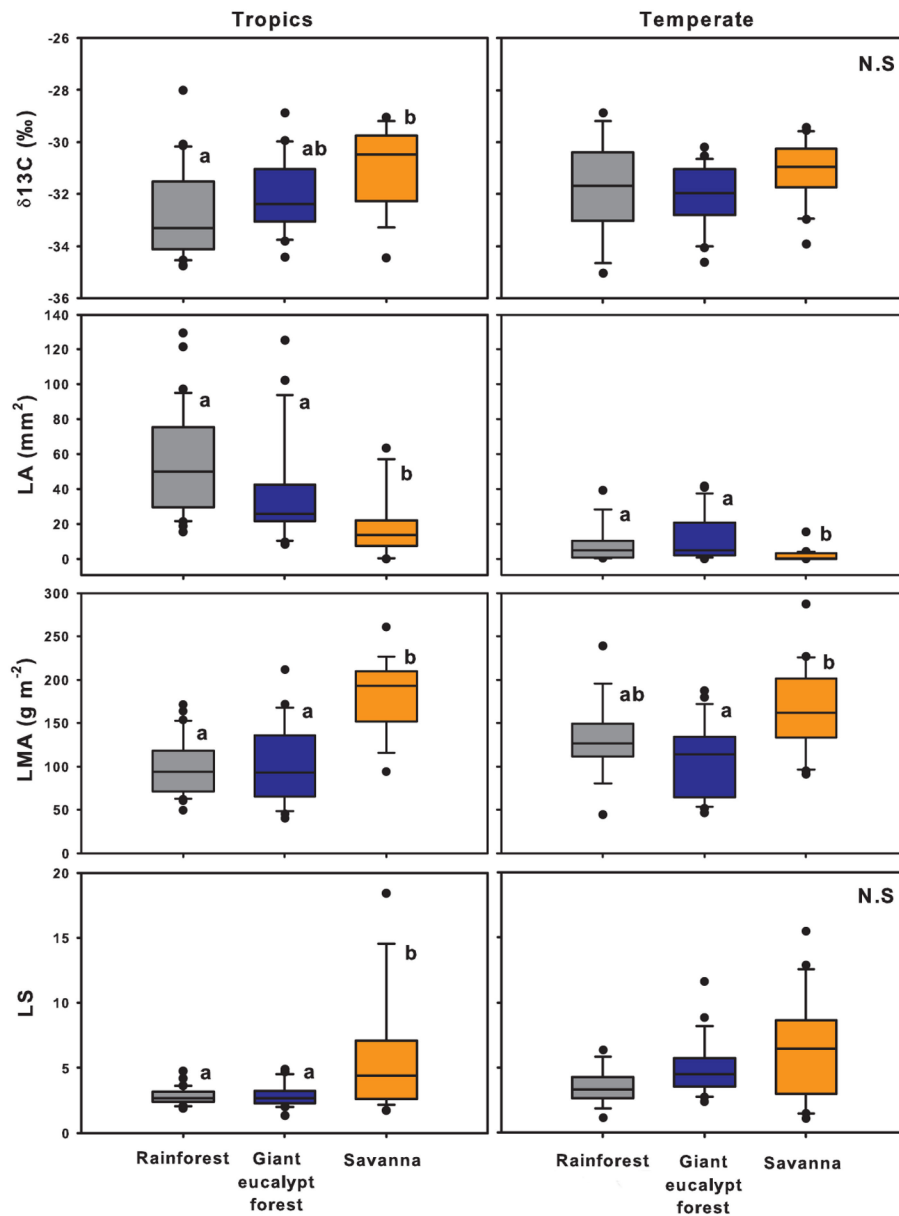 Tropics
Temperate
δ13C (‰)
-26
-28
-30
-32
-34
-36
a
ab
b
N.S
LA (mm²)
140
120
100
80
60
40
20
0
a
a
b
a
a
b
LMA (g m⁻²)
300
250
200
150
100
50
0
a
a
b
ab
a
b
LS
20
15
10
5
0
a
a
b
N.S
Rainforest
Giant
eucalypt
forest
Savanna
Rainforest
Giant
eucalypt
forest
Savanna